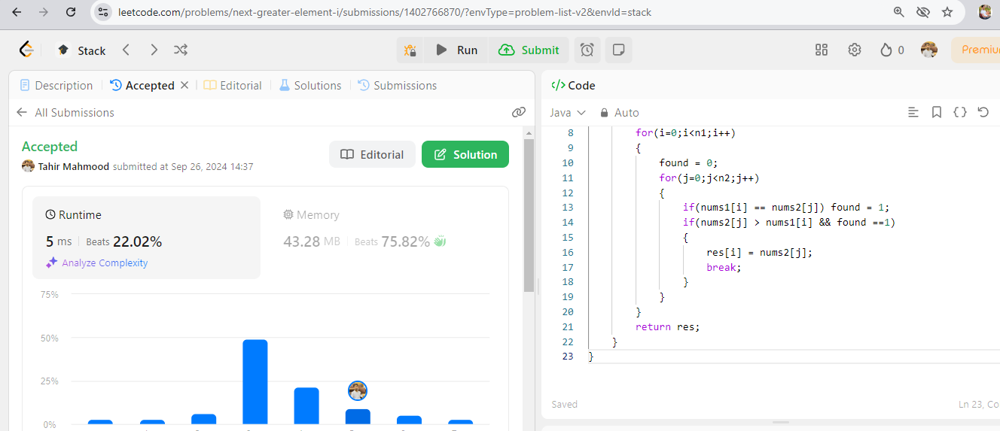 leetcode.com/problems/next-greater-element-i/submissions/1402766870/?envType=problem-list-v2&envId=stack
Stack
Run
Submit
0
Premiu
Description
Accepted
Editorial
Solutions
Submissions
All Submissions
Accepted
Tahir Mahmood submitted at Sep 26, 2024 14:37
Editorial
Solution
Runtime
5 ms | Beats 22.02%
Analyze Complexity
Memory
43.28 MB | Beats 75.82%
75%
50%
25%
0%
</> Code
Java
Auto
8 for(i=0;i<n1;i++)
9 {
10 found = 0;
11 for(j=0;j<n2;j++)
12 {
13 if(nums1[i] == nums2[j]) found = 1;
14 if(nums2[j] > nums1[i] && found ==1)
15 {
16 res[i] = nums2[j];
17 break;
18 }
19 }
20 }
21 return res;
22 }
23 }
Saved
Ln 23, Co